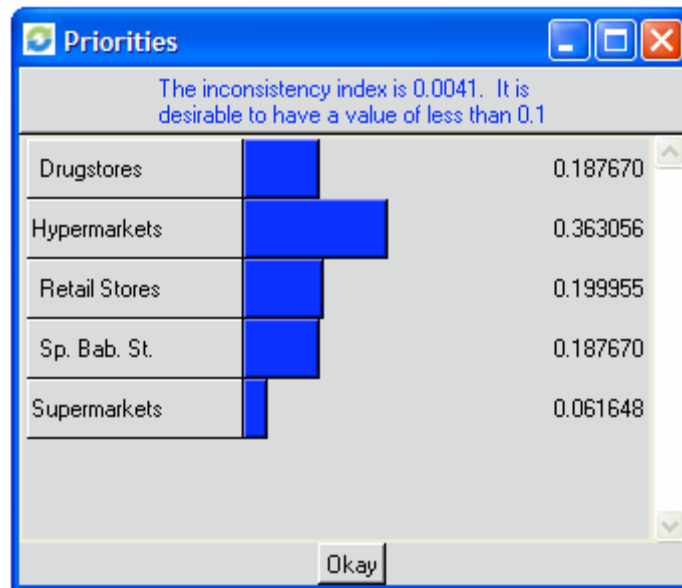 Priorities
The inconsistency index is 0.0041. It is
desirable to have a value of less than 0.1
Drugstores 0.187670
Hypermarkets 0.363056
Retail Stores 0.199955
Sp. Bab. St. 0.187670
Supermarkets 0.061648
Okay